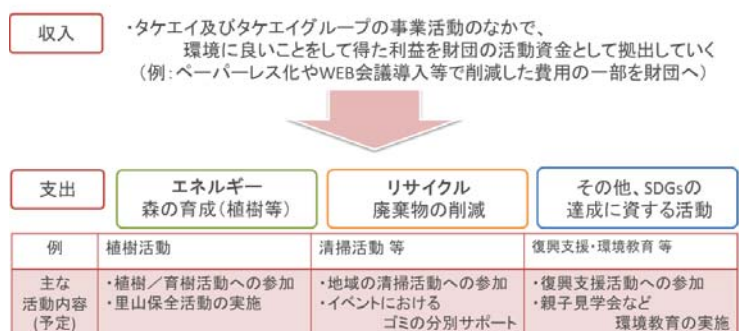 収入
・タケエイ及びタケエイグループの事業活動のなかで、
環境に良いことをして得た利益を財団の活動資金として拠出していく
（例：ペーパーレス化やWEB会議導入等で削減した費用の一部を財団へ）
支出
エネルギー
森の育成（植樹等）
リサイクル
廃棄物の削減
その他、SDGsの
達成に資する活動
例
植樹活動
清掃活動 等
復興支援・環境教育 等
主な
活動内容
(予定)
・植樹／育樹活動への参加
・里山保全活動の実施
・地域の清掃活動への参加
・イベントにおける
ゴミの分別サポート
・復興支援活動への参加
・親子見学会など
環境教育の実施